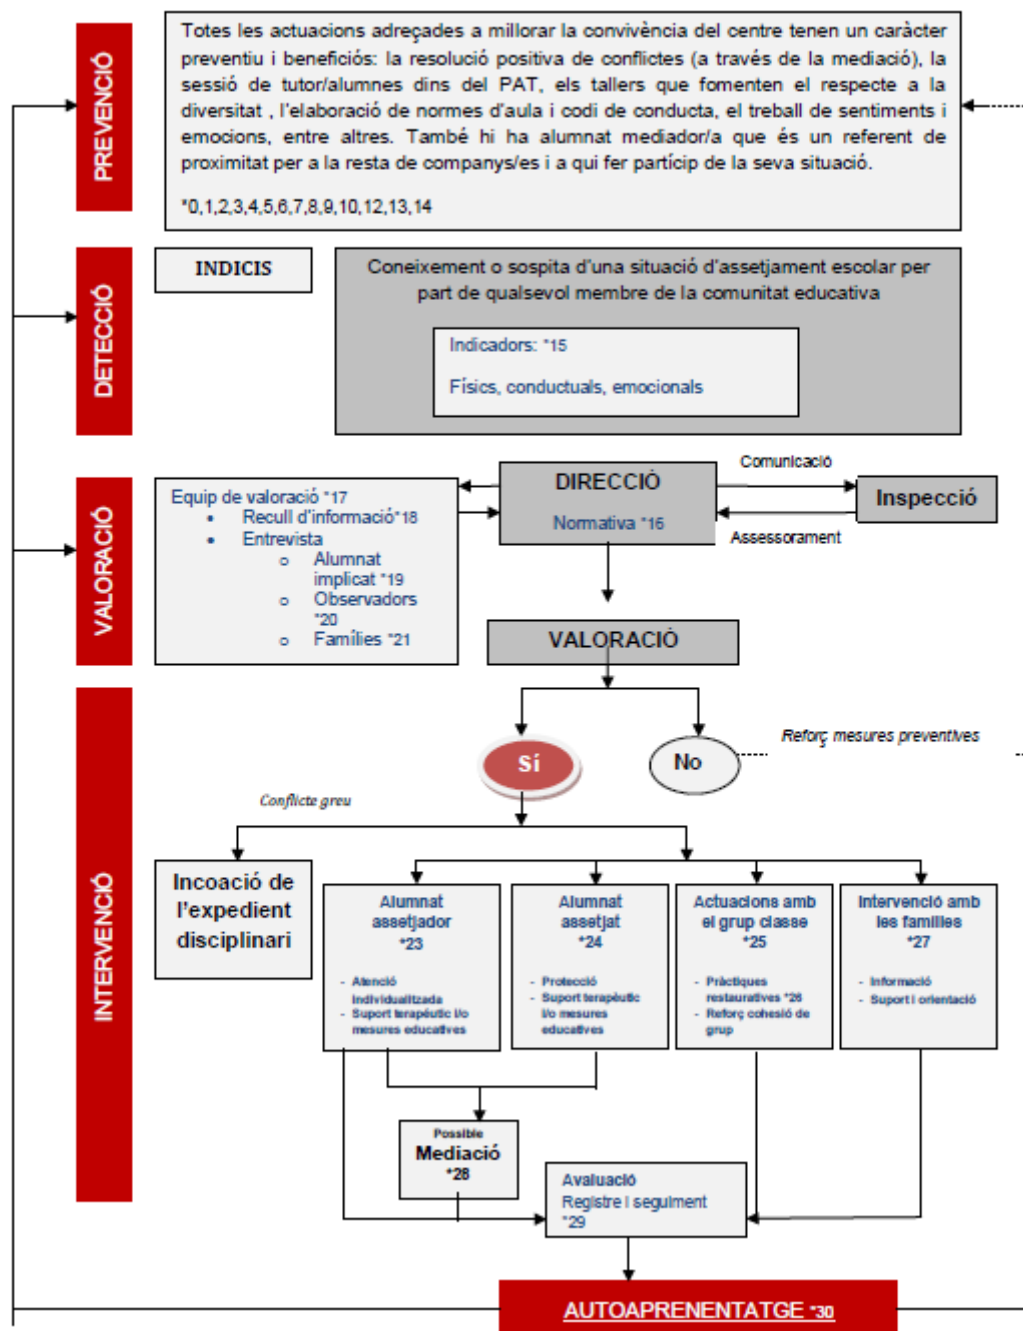 PREVENCIÓ
Totes les actuacions adreçades a millorar la convivència del centre tenen un caràcter
preventiu i beneficiós: la resolució positiva de conflictes (a través de la mediació), la
sessió de tutor/alumnes dins del PAT, els tallers que fomenten el respecte a la
diversitat , l'elaboració de normes d'aula i codi de conducta, el treball de sentiments i
emocions, entre altres. També hi ha alumnat mediador/a que és un referent de
proximitat per a la resta de companys/es i a qui fer partícip de la seva situació.
*0,1,2,3,4,5,6,7,8,9,10,12,13,14
DETECCIÓ
INDICIS
Coneixement o sospita d'una situació d'assetjament escolar per
part de qualsevol membre de la comunitat educativa
Indicadors: *15
Físics, conductuals, emocionals
VALORACIÓ
Equip de valoració *17
• Recull d'informació*18
• Entrevista
o Alumnat
implicat *19
o Observadors
*20
o Famílies *21
DIRECCIÓ
Normativa *16
Comunicació
Assessorament
Inspecció
VALORACIÓ
Sí
No
Reforç mesures preventives
INTERVENCIÓ
Conflicte greu
Incoació de
l'expedient
disciplinari
Alumnat
assetjador
*23
- Atenció
individualitzada
- Suport terapéutic i/o
mesures educatives
Alumnat
assetjat
*24
- Protecció
- Suport terapèutic
i/o mesures
educatives
Actuacions amb
el grup classe
*25
- Pràctiques
restauratives *26
- Reforç cohesió de
grup
Intervenció amb
les families
*27
- Informació
- Suport i orientació
Possible
Mediació
*28
Avaluació
Registre i seguiment
*29
AUTOAPRENENTATGE *30